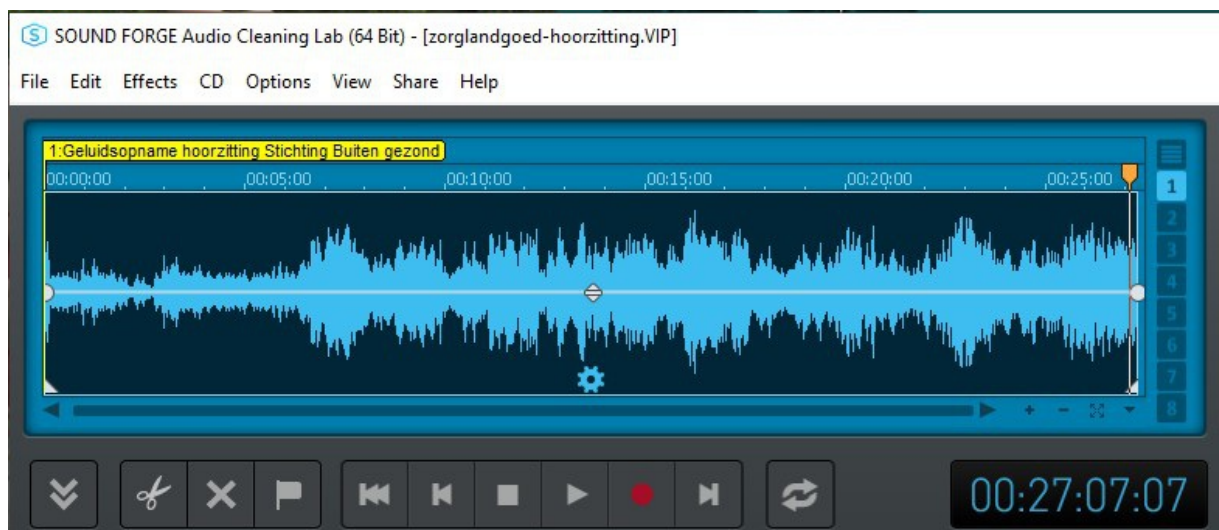 S SOUND FORGE Audio Cleaning Lab (64 Bit) - [zorglandgoed-hoorzitting.VIP]
File Edit Effects CD Options View Share Help
1:Geluidsopname hoorzitting Stichting Buiten gezond
00:00:00 00:05:00 00:10:00 00:15:00 00:20:00 00:25:00
1
2
3
4
5
6
7
8
00:27:07:07